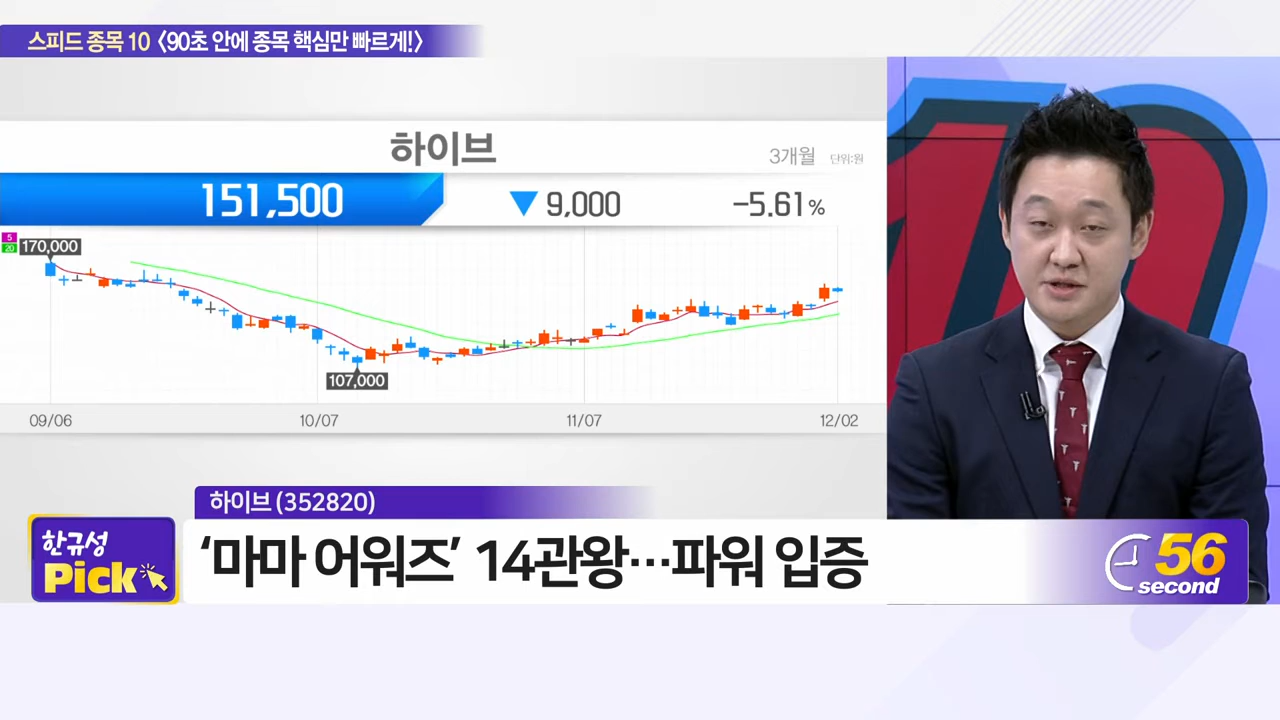 스피드 종목 10 〈90초 안에 종목 핵심만 빠르게!〉
하이브
3개월 단위:원
151,500 ▼ 9,000 -5.61%
5
20
170,000
107,000
09/06 10/07 11/07 12/02
하이브 (352820)
한규성
Pick
‘마마 어워즈’ 14관왕…파워 입증
56
second
10